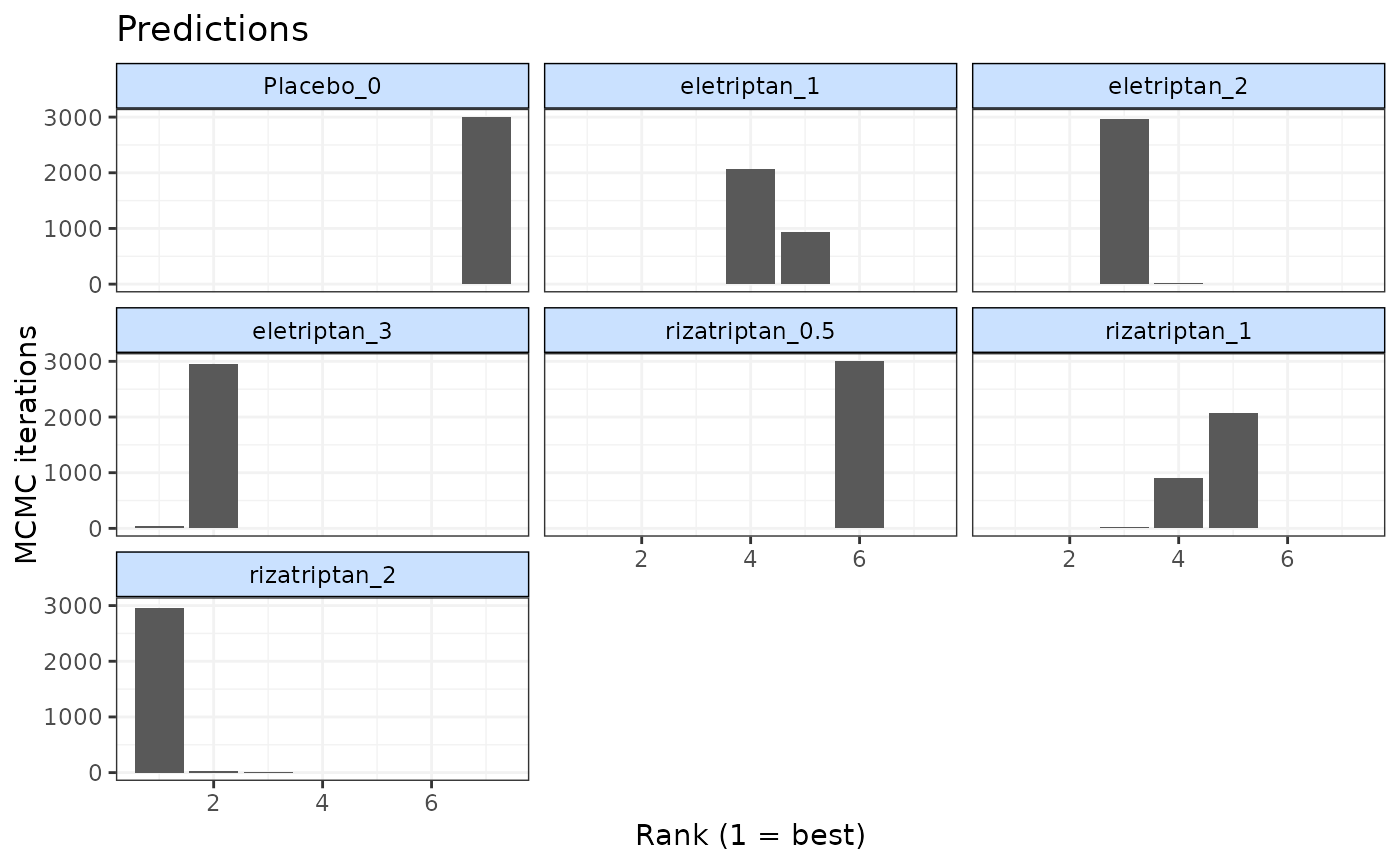 Predictions
Placebo_0 eletriptan_1 eletriptan_2
3000
2000
1000
0
eletriptan_3 rizatriptan_0.5 rizatriptan_1
3000
2000
1000
0
2 4 6 2 4 6
rizatriptan_2
3000
2000
1000
0
2 4 6
MCMC iterations
Rank (1 = best)